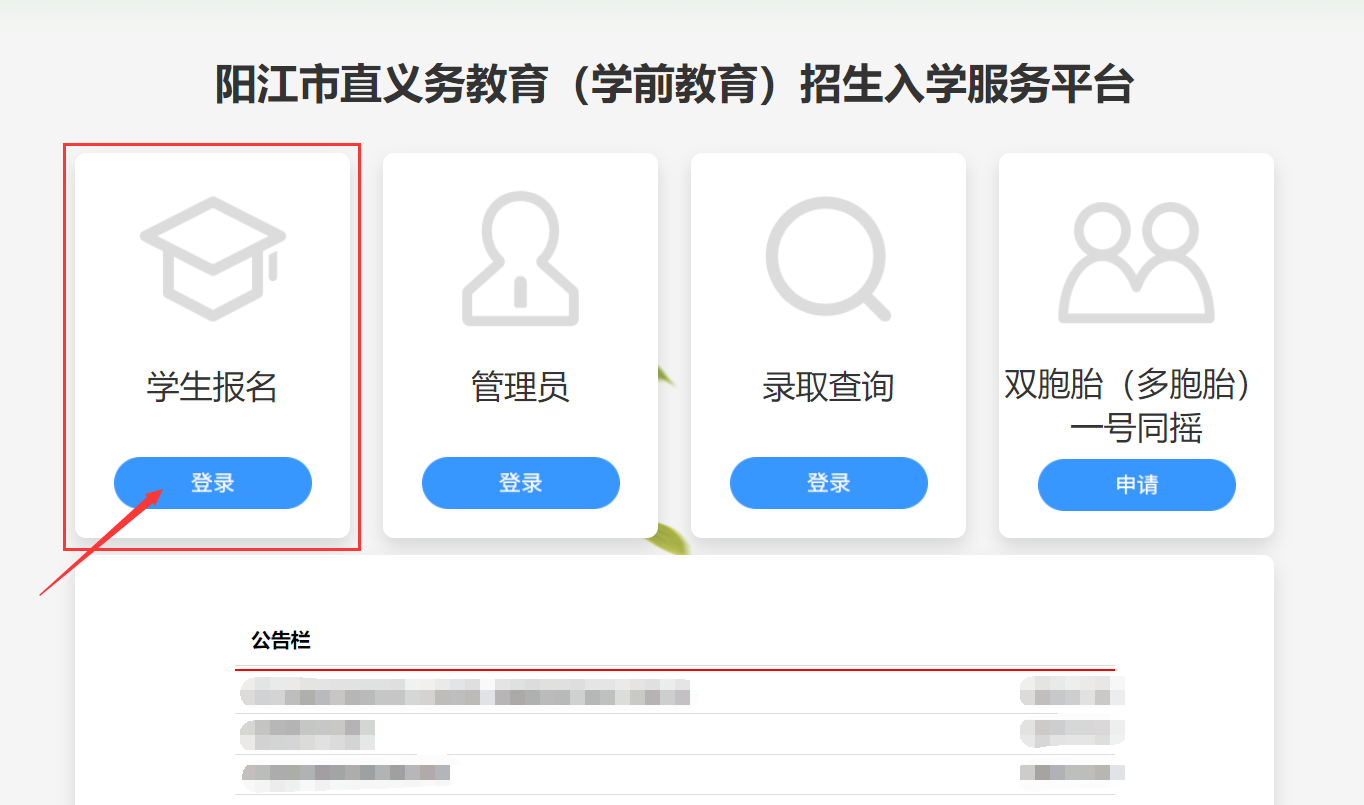 阳江市直义务教育（学前教育）招生入学服务平台
学生报名
登录
管理员
登录
录取查询
登录
双胞胎（多胞胎）
一号同摇
申请
公告栏